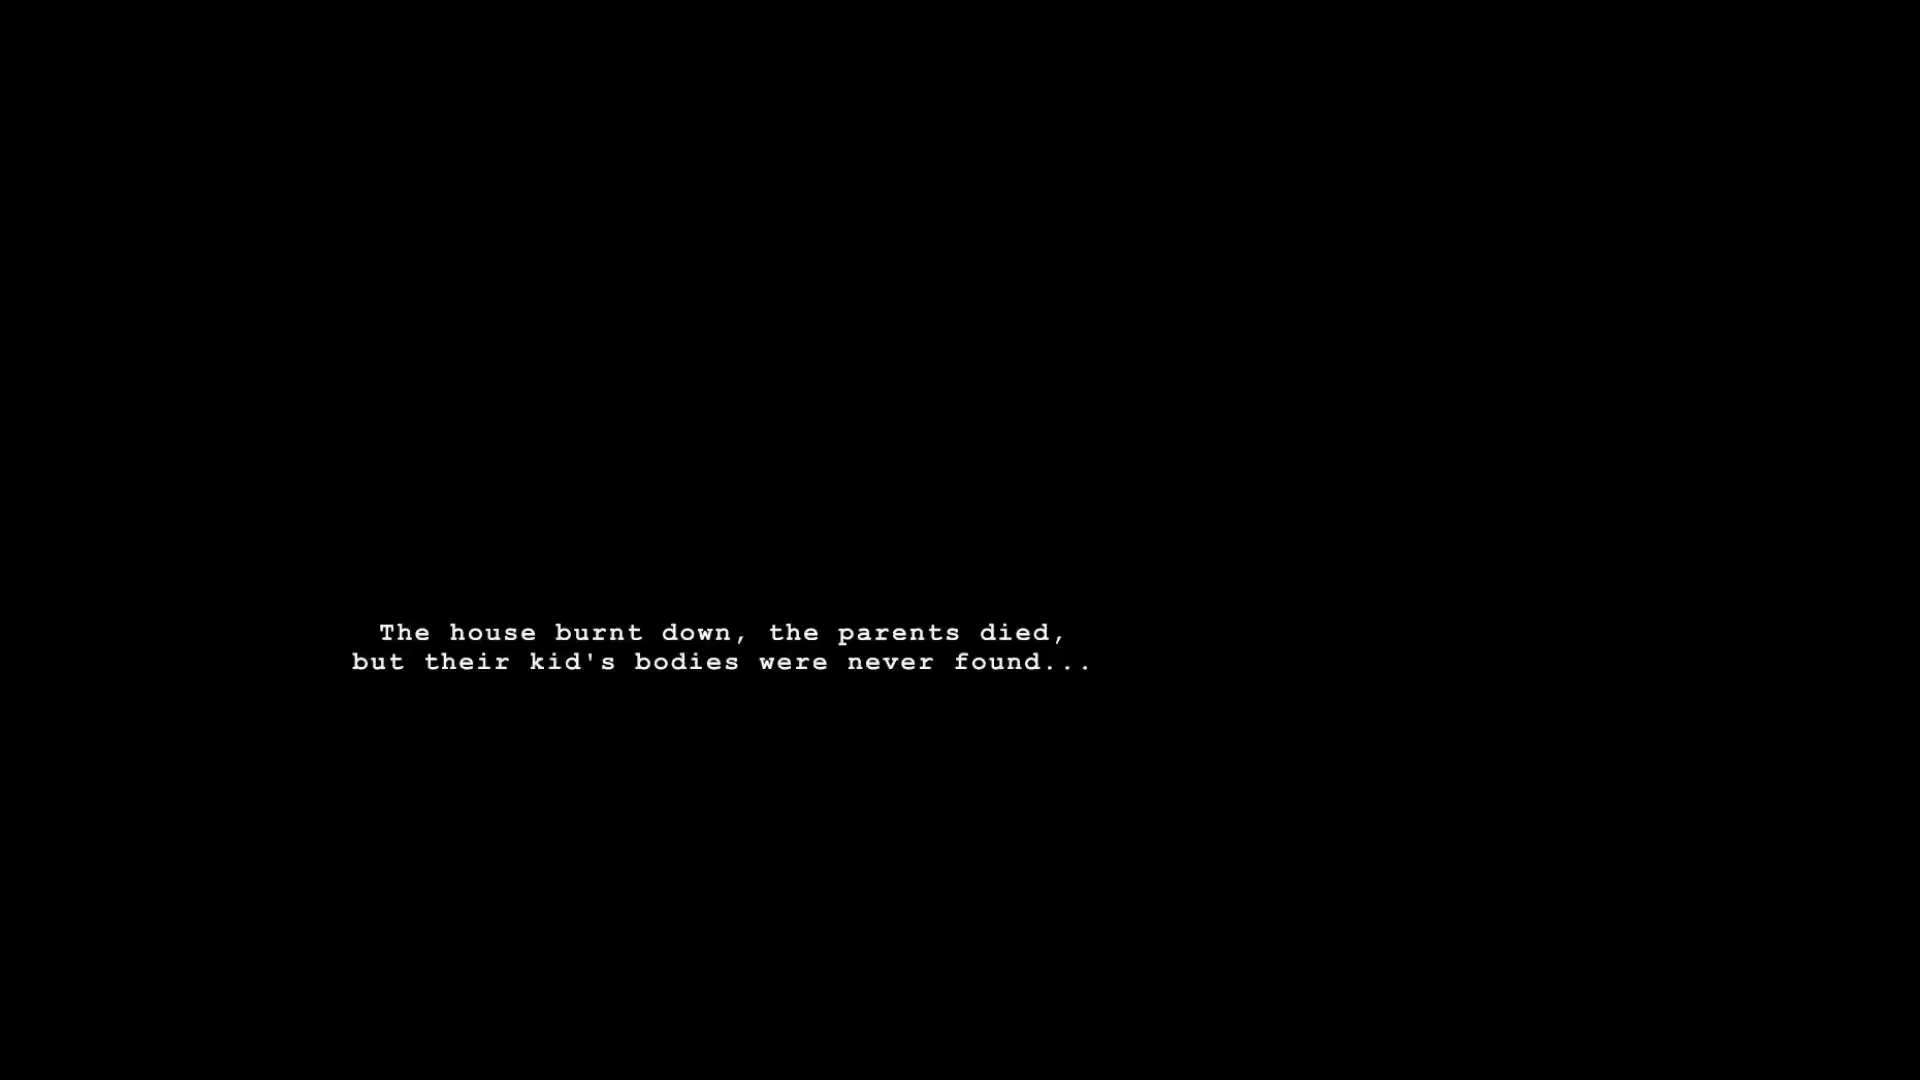 The house burnt down, the parents died,
but their kid's bodies were never found...